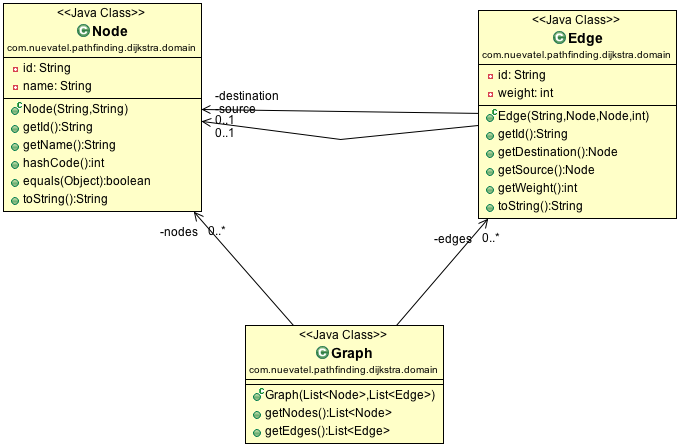 <<Java Class>>
Node
com.nuevatel.pathfinding.dijkstra.domain
id: String
name: String
Node(String,String)
getId():String
getName():String
hashCode():int
equals(Object):boolean
toString():String
<<Java Class>>
Edge
com.nuevatel.pathfinding.dijkstra.domain
id: String
weight: int
Edge(String,Node,Node,int)
getId():String
getDestination():Node
getSource():Node
getWeight():int
toString():String
-destination
-source
0..1
0..1
-nodes 0..*
-edges 0..*
<<Java Class>>
Graph
com.nuevatel.pathfinding.dijkstra.domain
Graph(List<Node>,List<Edge>)
getNodes():List<Node>
getEdges():List<Edge>